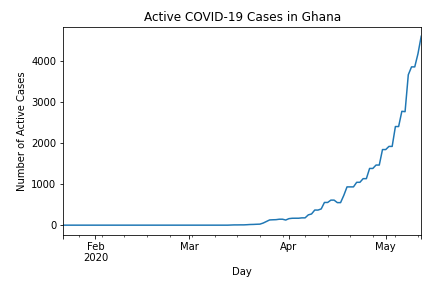 Active COVID-19 Cases in Ghana
Number of Active Cases
4000
3000
2000
1000
0
Feb
2020
Mar
Apr
May
Day